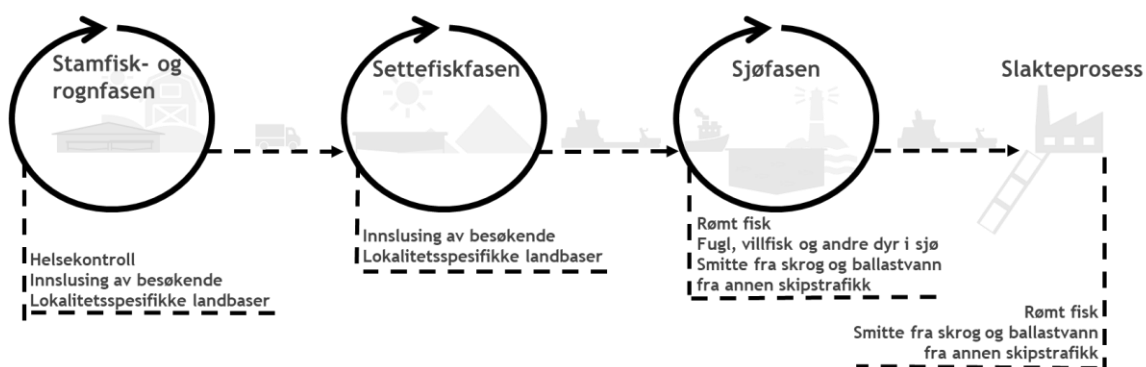 Stamfisk- og
rognfasen
Settefiskfasen
Sjøfasen
Slakteprosess
Helsekontroll
Innslusing av besøkende
Lokalitetsspesifikke landbaser
Innslusing av besøkende
Lokalitetsspesifikke landbaser
Rømt fisk
Fugl, villfisk og andre dyr i sjø
Smitte fra skrog og ballastvann
fra annen skipstrafikk
Rømt fisk
Smitte fra skrog og ballastvann
fra annen skipstrafikk